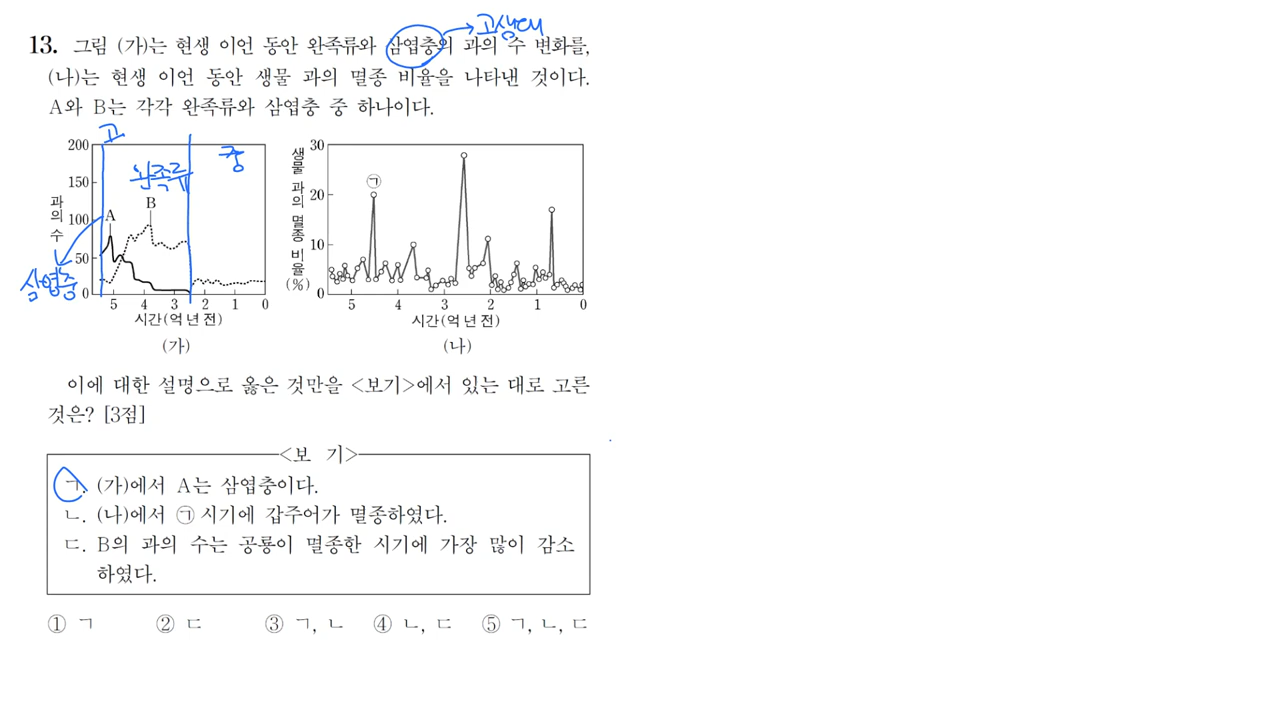 고생대
13. 그림 (가)는 현생 이언 동안 완족류와 삼엽충의 과의 수 변화를,
(나)는 현생 이언 동안 생물 과의 멸종 비율을 나타낸 것이다.
A와 B는 각각 완족류와 삼엽충 중 하나이다.
고
중
완족류
삼엽충
200
150
100
50
0
과의 수
A
B
5 4 3 2 1 0
시간(억 년 전)
(가)
30
20
10
0
생물 과의 멸종 비율(%)
㉠
5 4 3 2 1 0
시간(억 년 전)
(나)
이에 대한 설명으로 옳은 것만을 <보기>에서 있는 대로 고른
것은? [3점]
<보 기>
ㄱ. (가)에서 A는 삼엽충이다.
ㄴ. (나)에서 ㉠ 시기에 갑주어가 멸종하였다.
ㄷ. B의 과의 수는 공룡이 멸종한 시기에 가장 많이 감소
하였다.
① ㄱ ② ㄷ ③ ㄱ, ㄴ ④ ㄴ, ㄷ ⑤ ㄱ, ㄴ, ㄷ